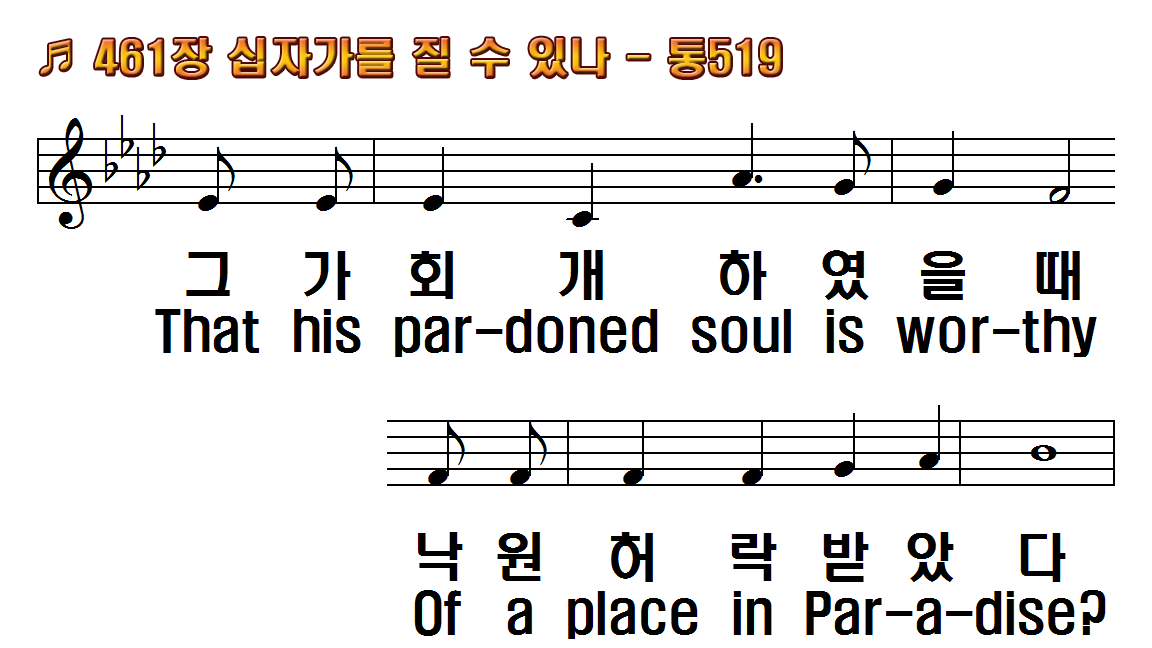 ♬ 461장 십자가를 질 수 있나 - 통519
그 가 회 개 하 였 을 때
That his par-doned soul is wor-thy
낙 원 허 락 받 았 다
Of a place in Par-a-dise?